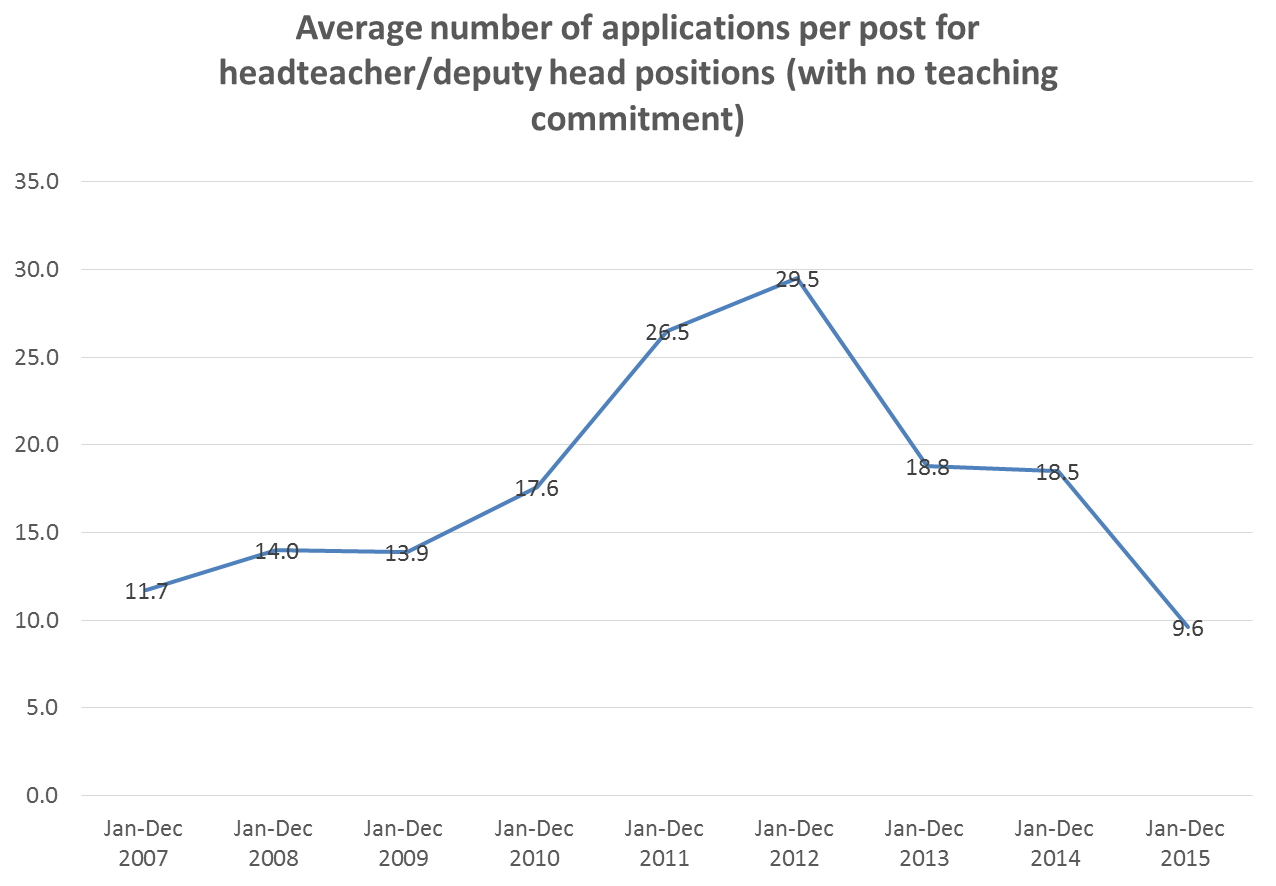 Average number of applications per post for
headteacher/deputy head positions (with no teaching
commitment)
35.0
30.0
25.0
20.0
15.0
10.0
5.0
0.0
11.7
14.0
13.9
17.6
26.5
29.5
18.8
18.5
9.6
Jan-Dec
2007
Jan-Dec
2008
Jan-Dec
2009
Jan-Dec
2010
Jan-Dec
2011
Jan-Dec
2012
Jan-Dec
2013
Jan-Dec
2014
Jan-Dec
2015